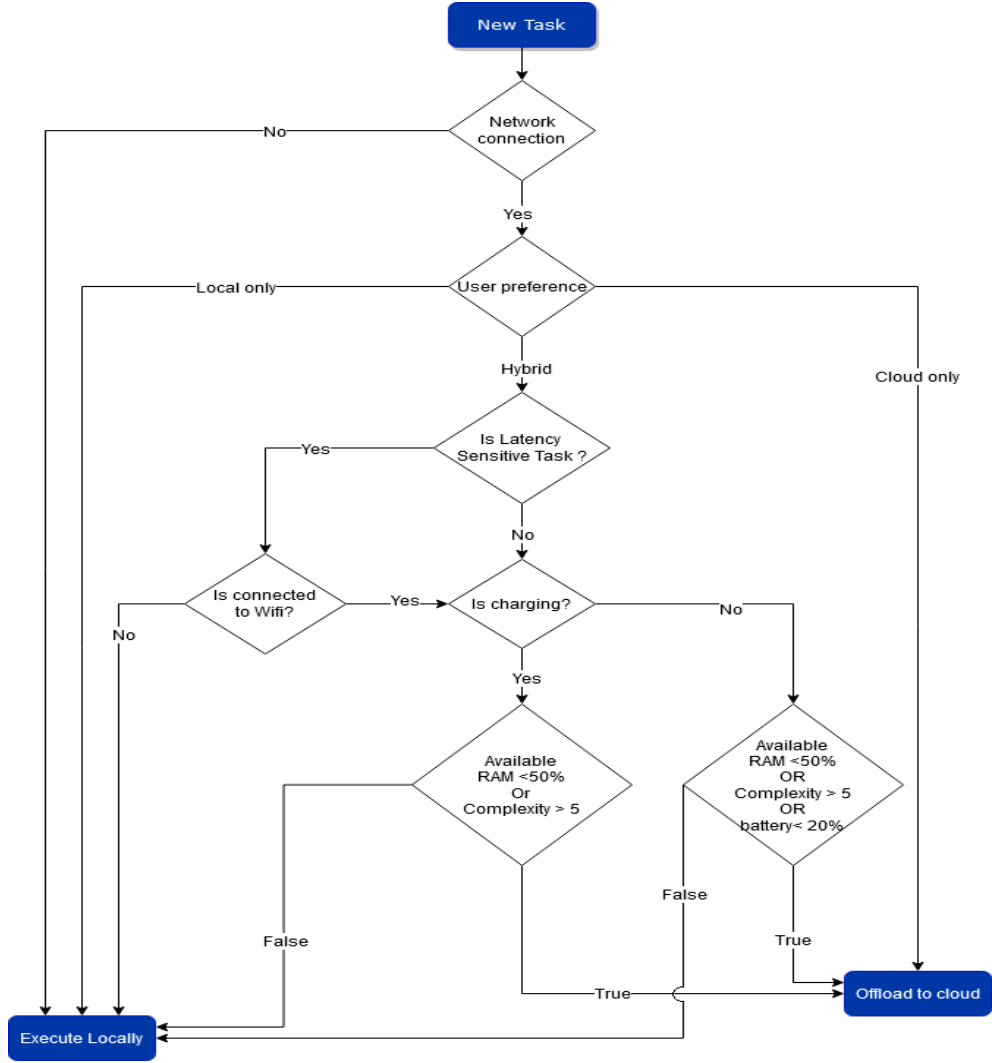 New Task
Network
connection
No
Yes
User preference
Local only
Hybrid
Cloud only
Is Latency
Sensitive Task ?
Yes
No
Is connected
to Wifi?
Yes
Is charging?
No
No
Yes
Available
RAM <50%
Or
Complexity > 5
Available
RAM <50%
OR
Complexity > 5
OR
battery< 20%
False
False
True
True
Offload to cloud
Execute Locally